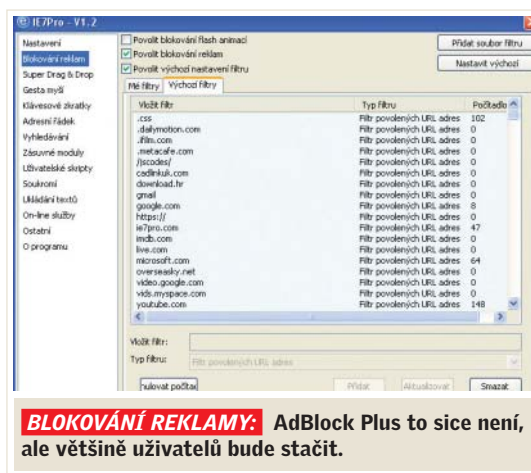 IE7Pro - V1.2
Nastavení
Blokování reklam
Super Drag & Drop
Gesta myší
Klávesové zkratky
Adresní řádek
Vyhledávání
Zásuvné moduly
Uživatelské skripty
Soukromí
Ukládání textů
On-line služby
Ostatní
O programu
Povolit blokování flash animací
Povolit blokování reklam
Povolit výchozí nastavení filtru
Přidat soubor filtru
Nastavit výchozí
Mé filtry Výchozí filtry
Vložit filtr Typ filtru Počítadlo
.css Filtr povolených URL adres 102
.dailymotion.com Filtr povolených URL adres 0
.ifilm.com Filtr povolených URL adres 0
.metacafe.com Filtr povolených URL adres 0
/jscodes/ Filtr povolených URL adres 0
cadlinkuk.com Filtr povolených URL adres 0
download.hr Filtr povolených URL adres 0
gmail Filtr povolených URL adres 0
google.com Filtr povolených URL adres 8
https:// Filtr povolených URL adres 0
ie7pro.com Filtr povolených URL adres 47
imdb.com Filtr povolených URL adres 0
live.com Filtr povolených URL adres 0
microsoft.com Filtr povolených URL adres 64
overseasky.net Filtr povolených URL adres 0
video.google.com Filtr povolených URL adres 0
vids.myspace.com Filtr povolených URL adres 0
youtube.com Filtr povolených URL adres 148
Vložit filtr:
Typ filtru: Filtr povolených URL adres
nulovat počítad Přidat Aktualizovat Smazat
BLOKOVÁNÍ REKLAMY: AdBlock Plus to sice není,
ale většině uživatelů bude stačit.